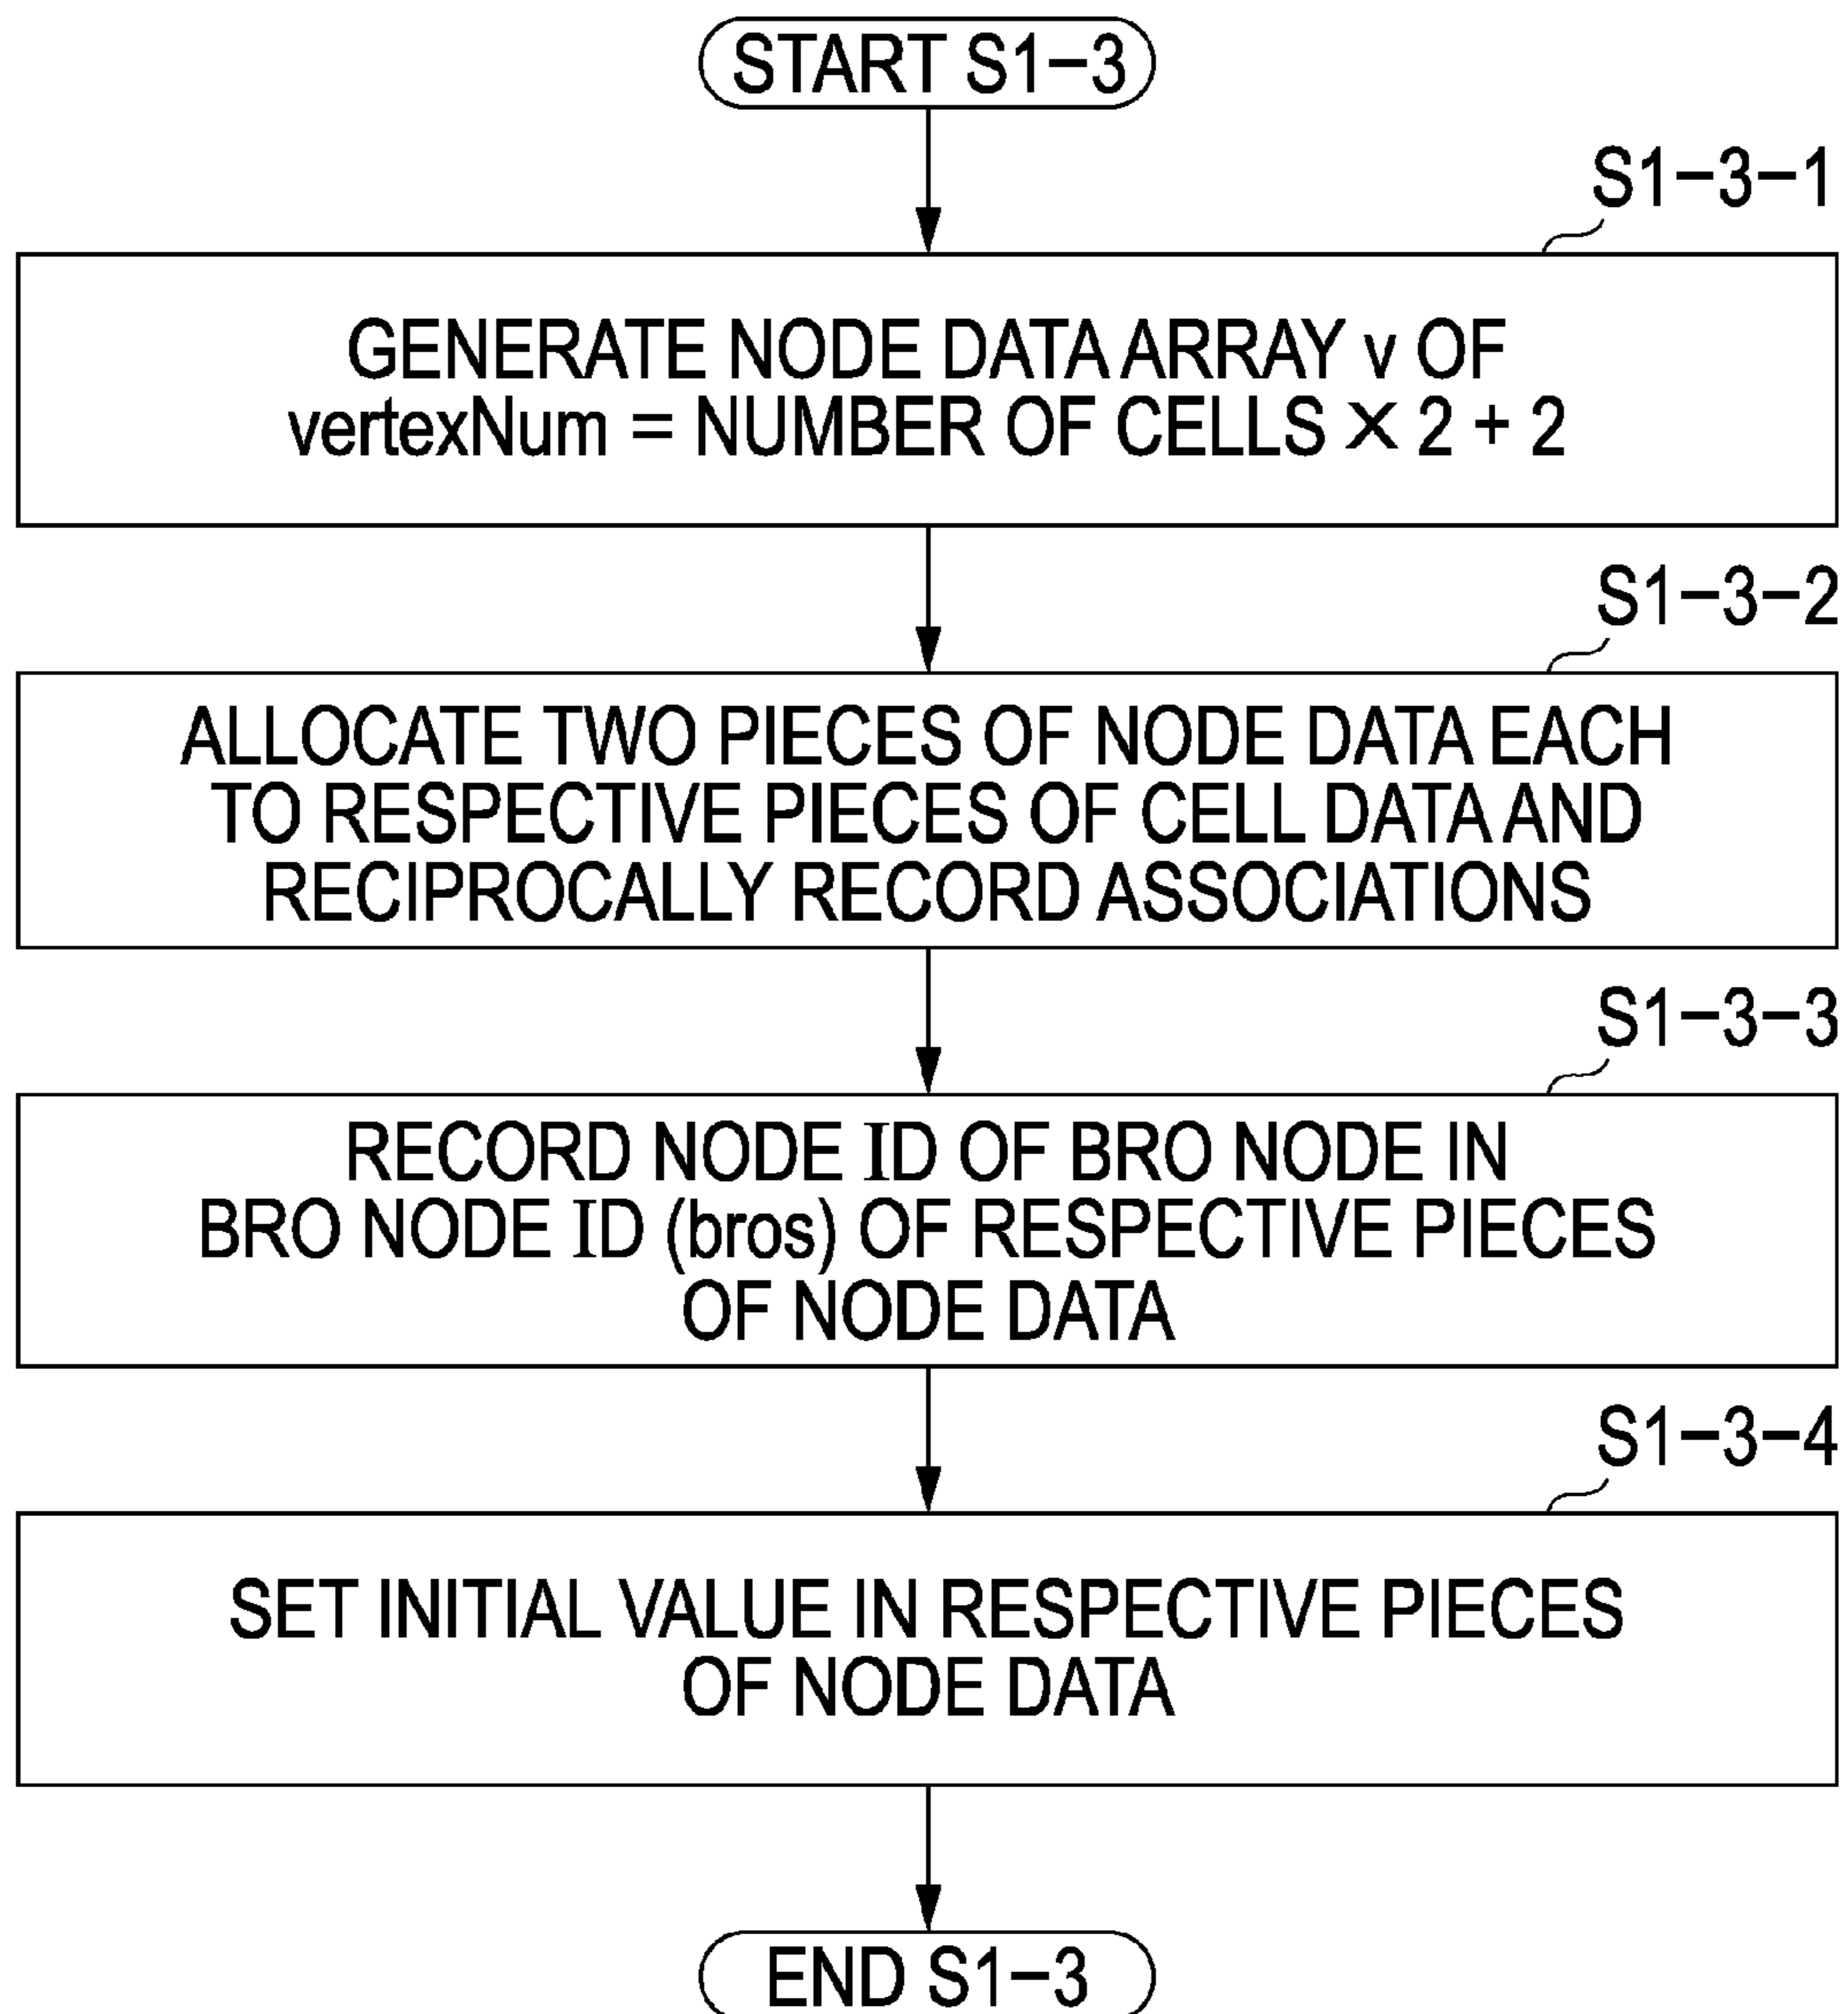 START S1-3
S1-3-1
GENERATE NODE DATA ARRAY v OF
vertexNum = NUMBER OF CELLS × 2 + 2
S1-3-2
ALLOCATE TWO PIECES OF NODE DATA EACH
TO RESPECTIVE PIECES OF CELL DATA AND
RECIPROCALLY RECORD ASSOCIATIONS
S1-3-3
RECORD NODE ID OF BRO NODE IN
BRO NODE ID (bros) OF RESPECTIVE PIECES
OF NODE DATA
S1-3-4
SET INITIAL VALUE IN RESPECTIVE PIECES
OF NODE DATA
END S1-3